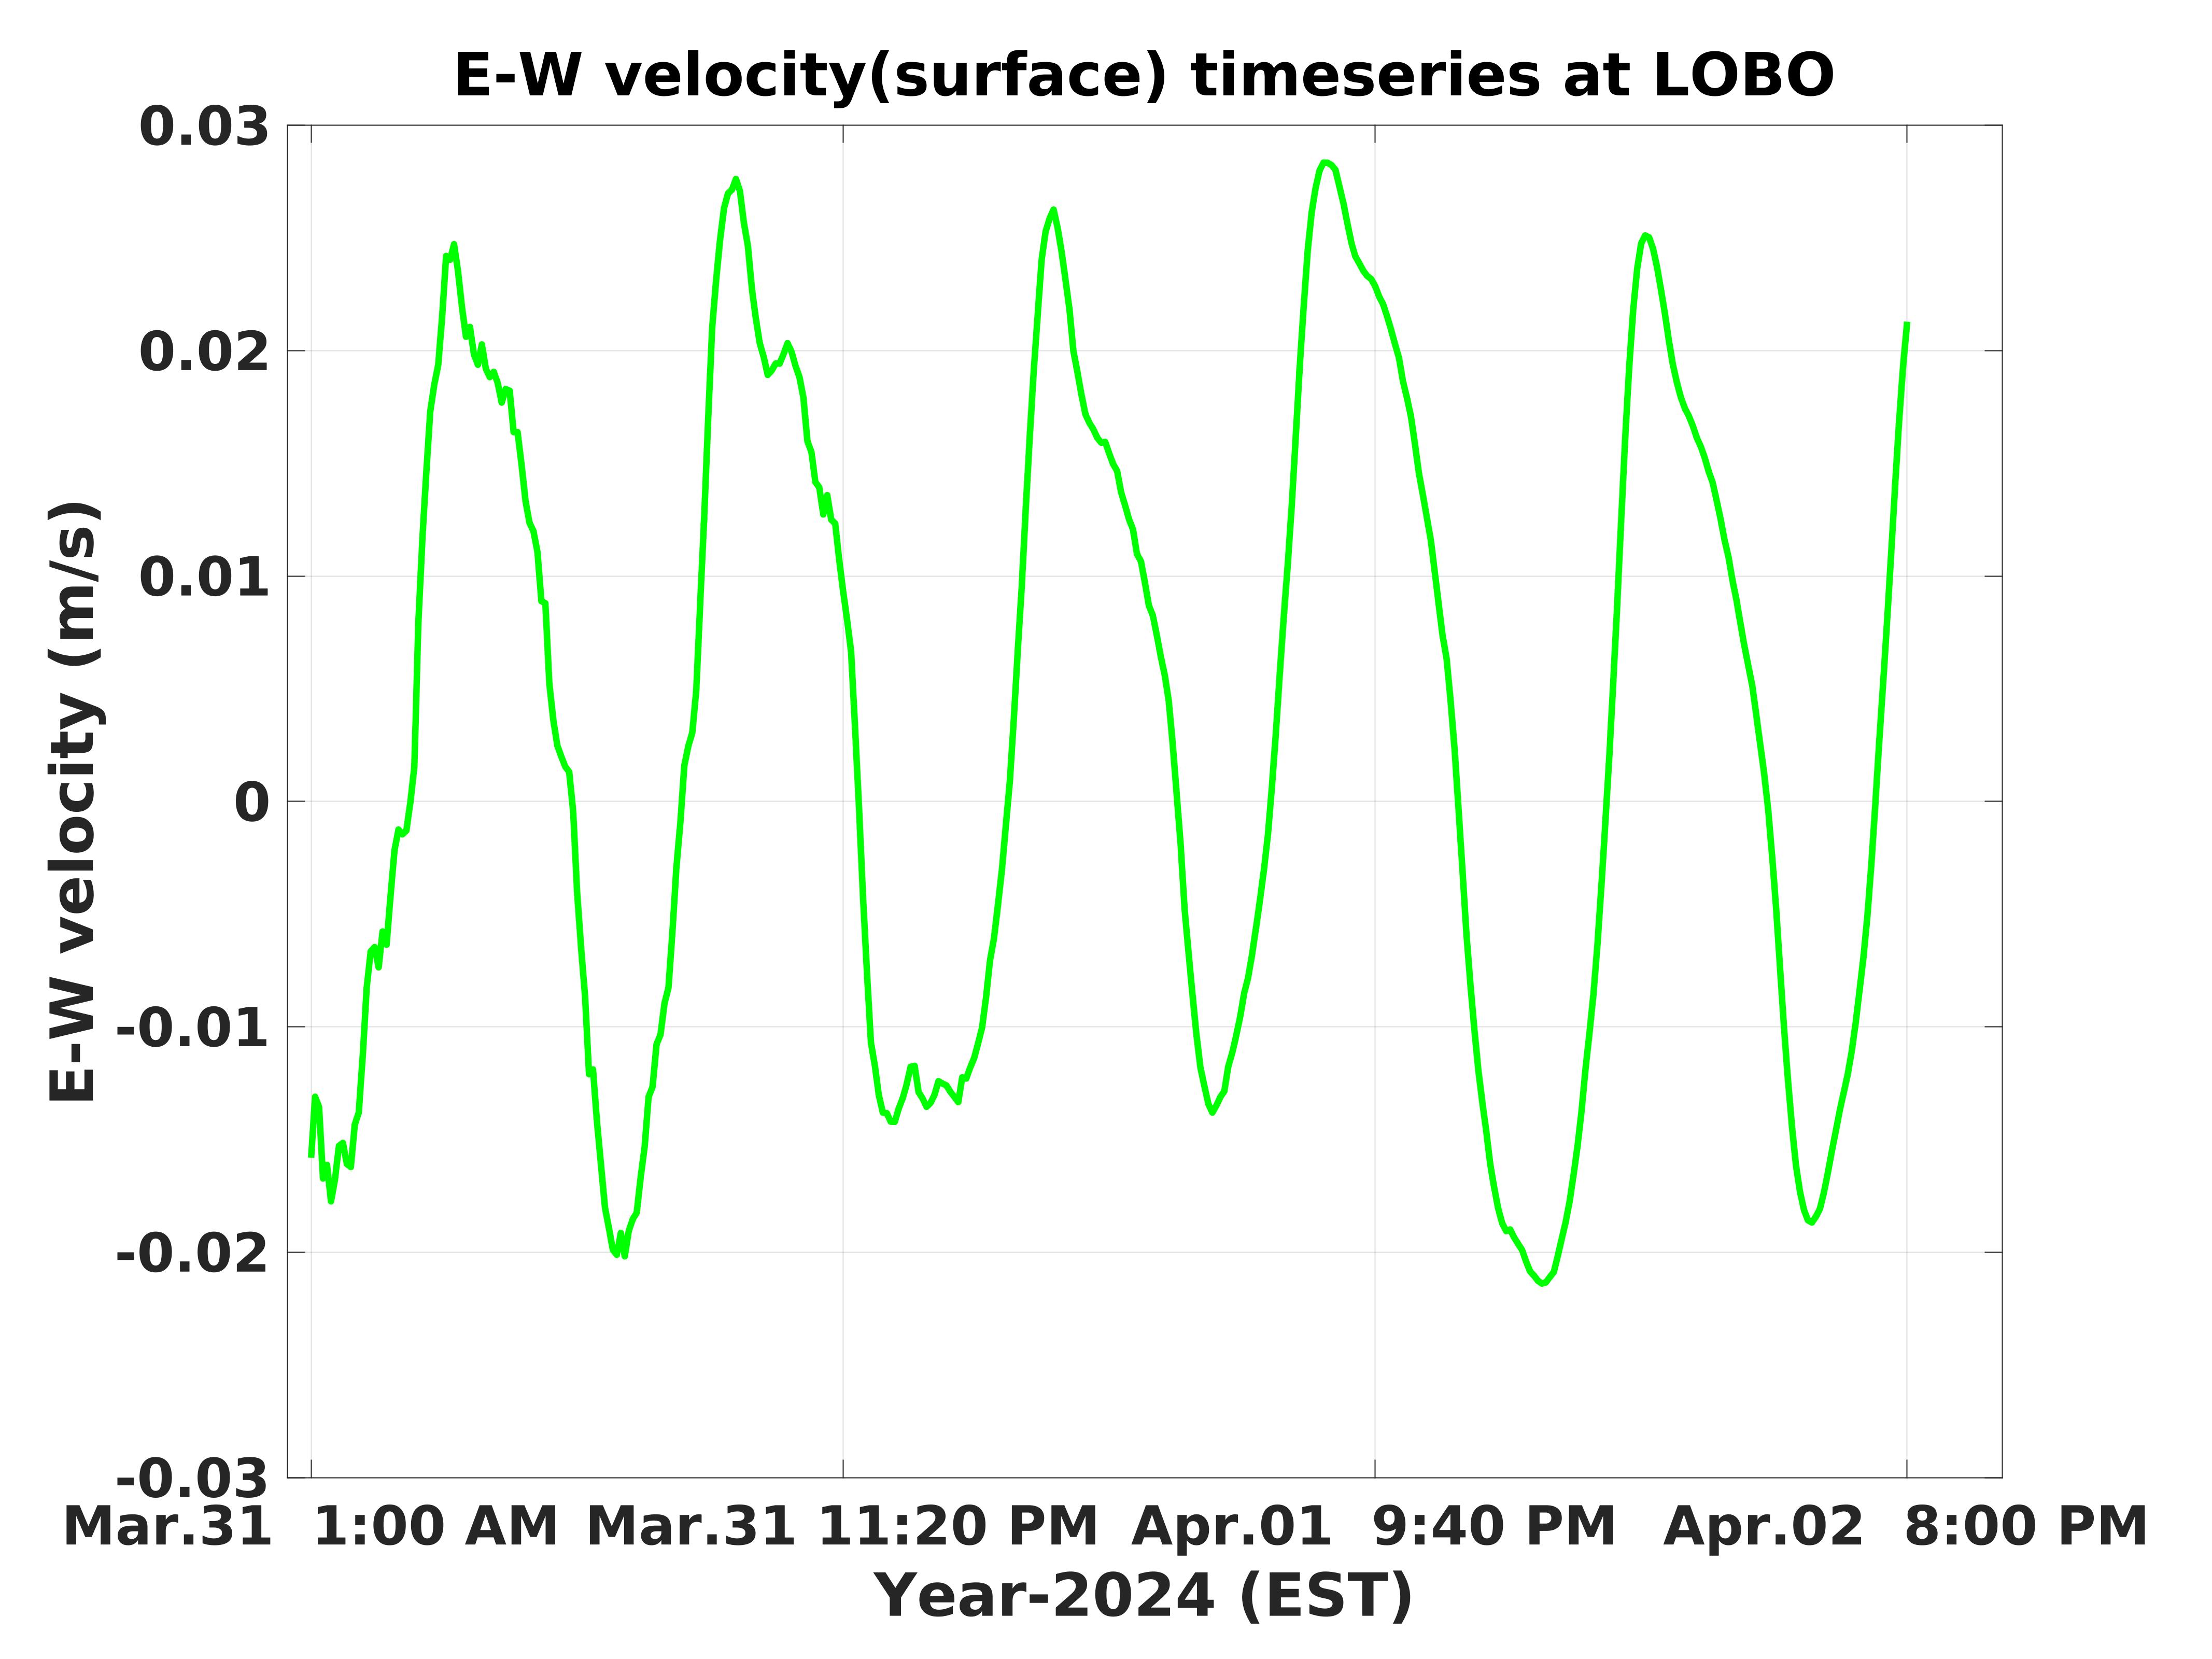 E-W velocity(surface) timeseries at LOBO
E-W velocity (m/s)
0.03
0.02
0.01
0
-0.01
-0.02
-0.03
Mar.31 1:00 AM Mar.31 11:20 PM Apr.01 9:40 PM Apr.02 8:00 PM
Year-2024 (EST)